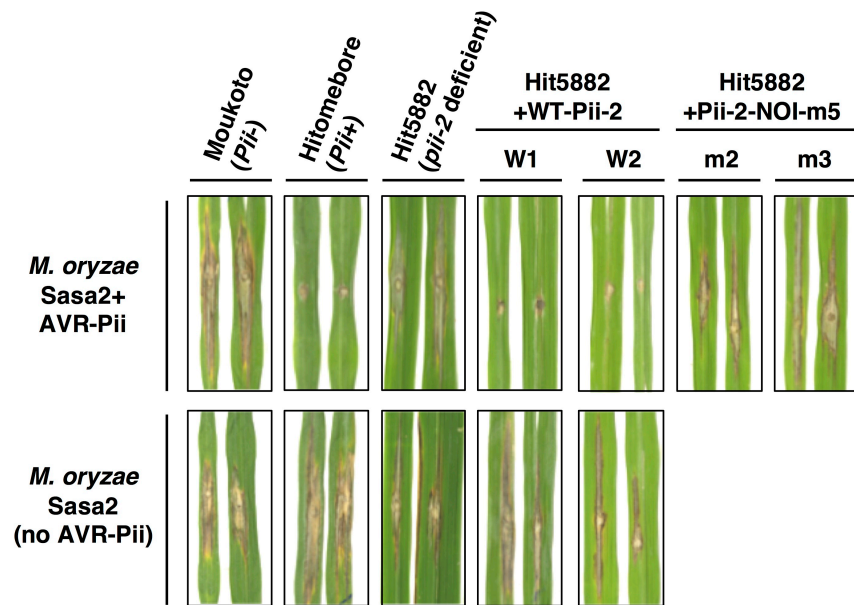 Moukoto
(Pii-)
Hitomebore
(Pii+)
Hit5882
(pii-2 deficient)
Hit5882
+WT-Pii-2
Hit5882
+Pii-2-NOI-m5
W1
W2
m2
m3
M. oryzae
Sasa2+
AVR-Pii
M. oryzae
Sasa2
(no AVR-Pii)